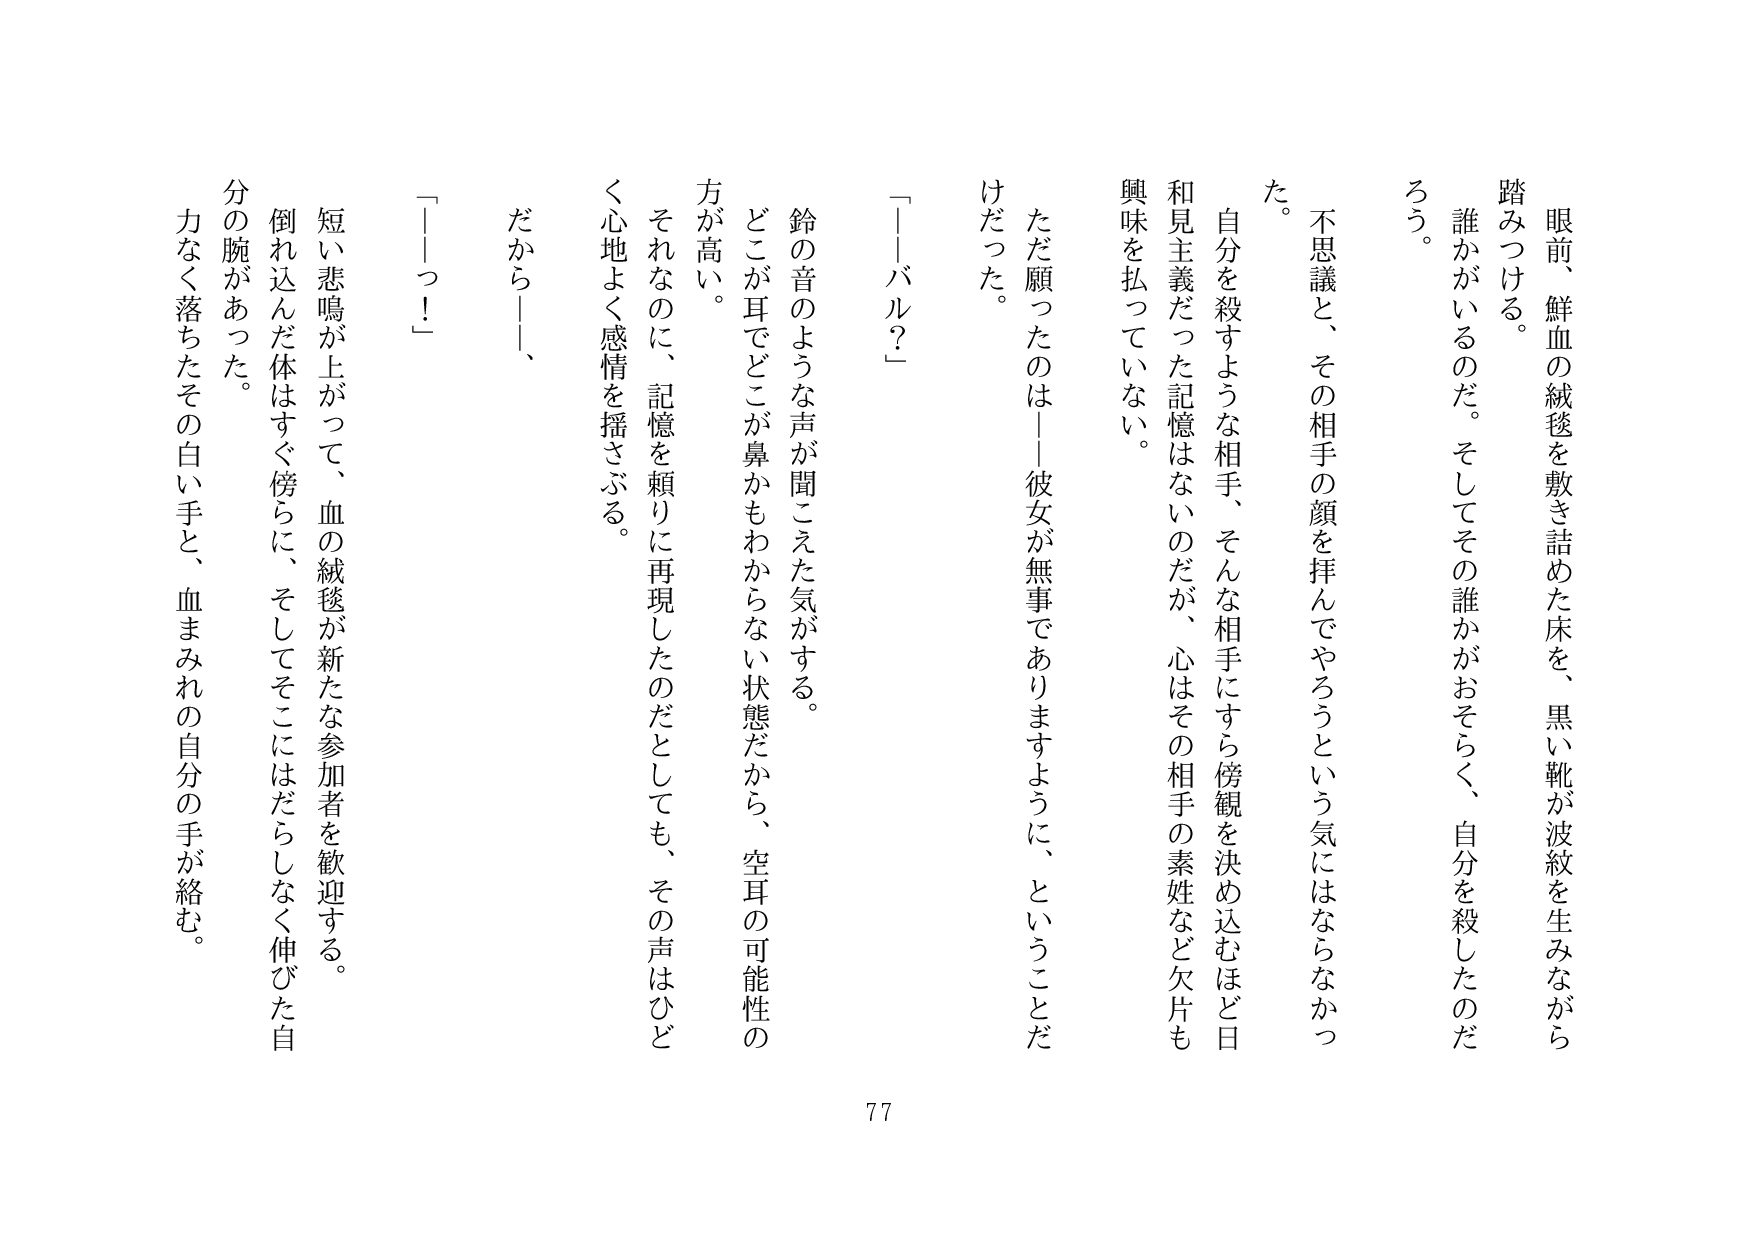 眼前、鮮血の絨毯を敷き詰めた床を、黒い靴が波紋を生みながら
踏みつける。
　誰かがいるのだ。そしてその誰かがおそらく、自分を殺したのだ
ろう。
　不思議と、その相手の顔を拝んでやろうという気にはならなかっ
た。
　自分を殺すような相手、そんな相手にすら傍観を決め込むほど日
和見主義だった記憶はないのだが、心はその相手の素姓など欠片も
興味を払っていない。
　ただ願ったのは――彼女が無事でありますように、ということだ
けだった。
「――バル？」
　鈴の音のような声が聞こえた気がする。
　どこが耳でどこが鼻かもわからない状態だから、空耳の可能性の
方が高い。
　それなのに、記憶を頼りに再現したのだとしても、その声はひど
く心地よく感情を揺さぶる。
　だから――、
「――っ！」
　短い悲鳴が上がって、血の絨毯が新たな参加者を歓迎する。
　倒れ込んだ体はすぐ傍らに、そしてそこにはだらしなく伸びた自
分の腕があった。
　力なく落ちたその白い手と、血まみれの自分の手が絡む。
77